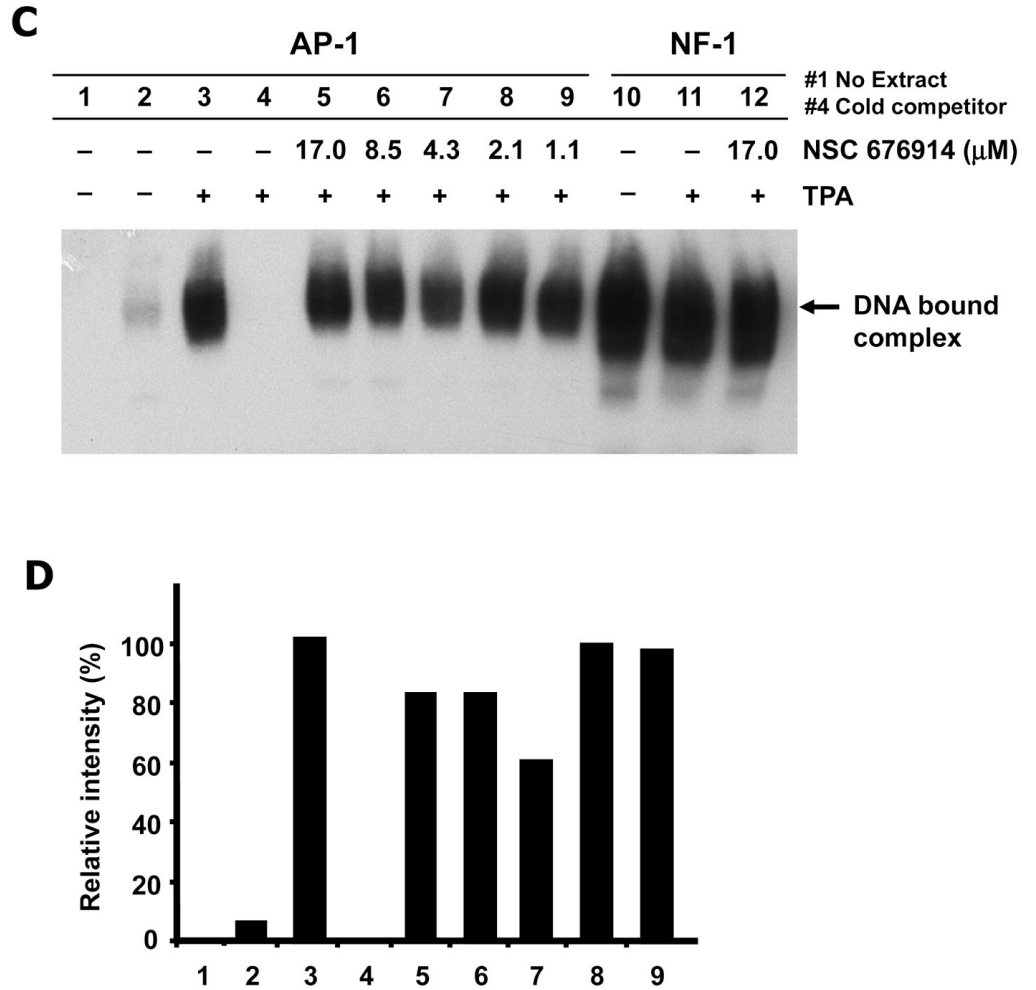 C
AP-1 NF-1
1 2 3 4 5 6 7 8 9 10 11 12 #1 No Extract
#4 Cold competitor
– – – – 17.0 8.5 4.3 2.1 1.1 – – 17.0 NSC 676914 (μM)
– – + + + + + + + – + + TPA
DNA bound
complex
D
Relative intensity (%)
100
80
60
40
20
0
1 2 3 4 5 6 7 8 9